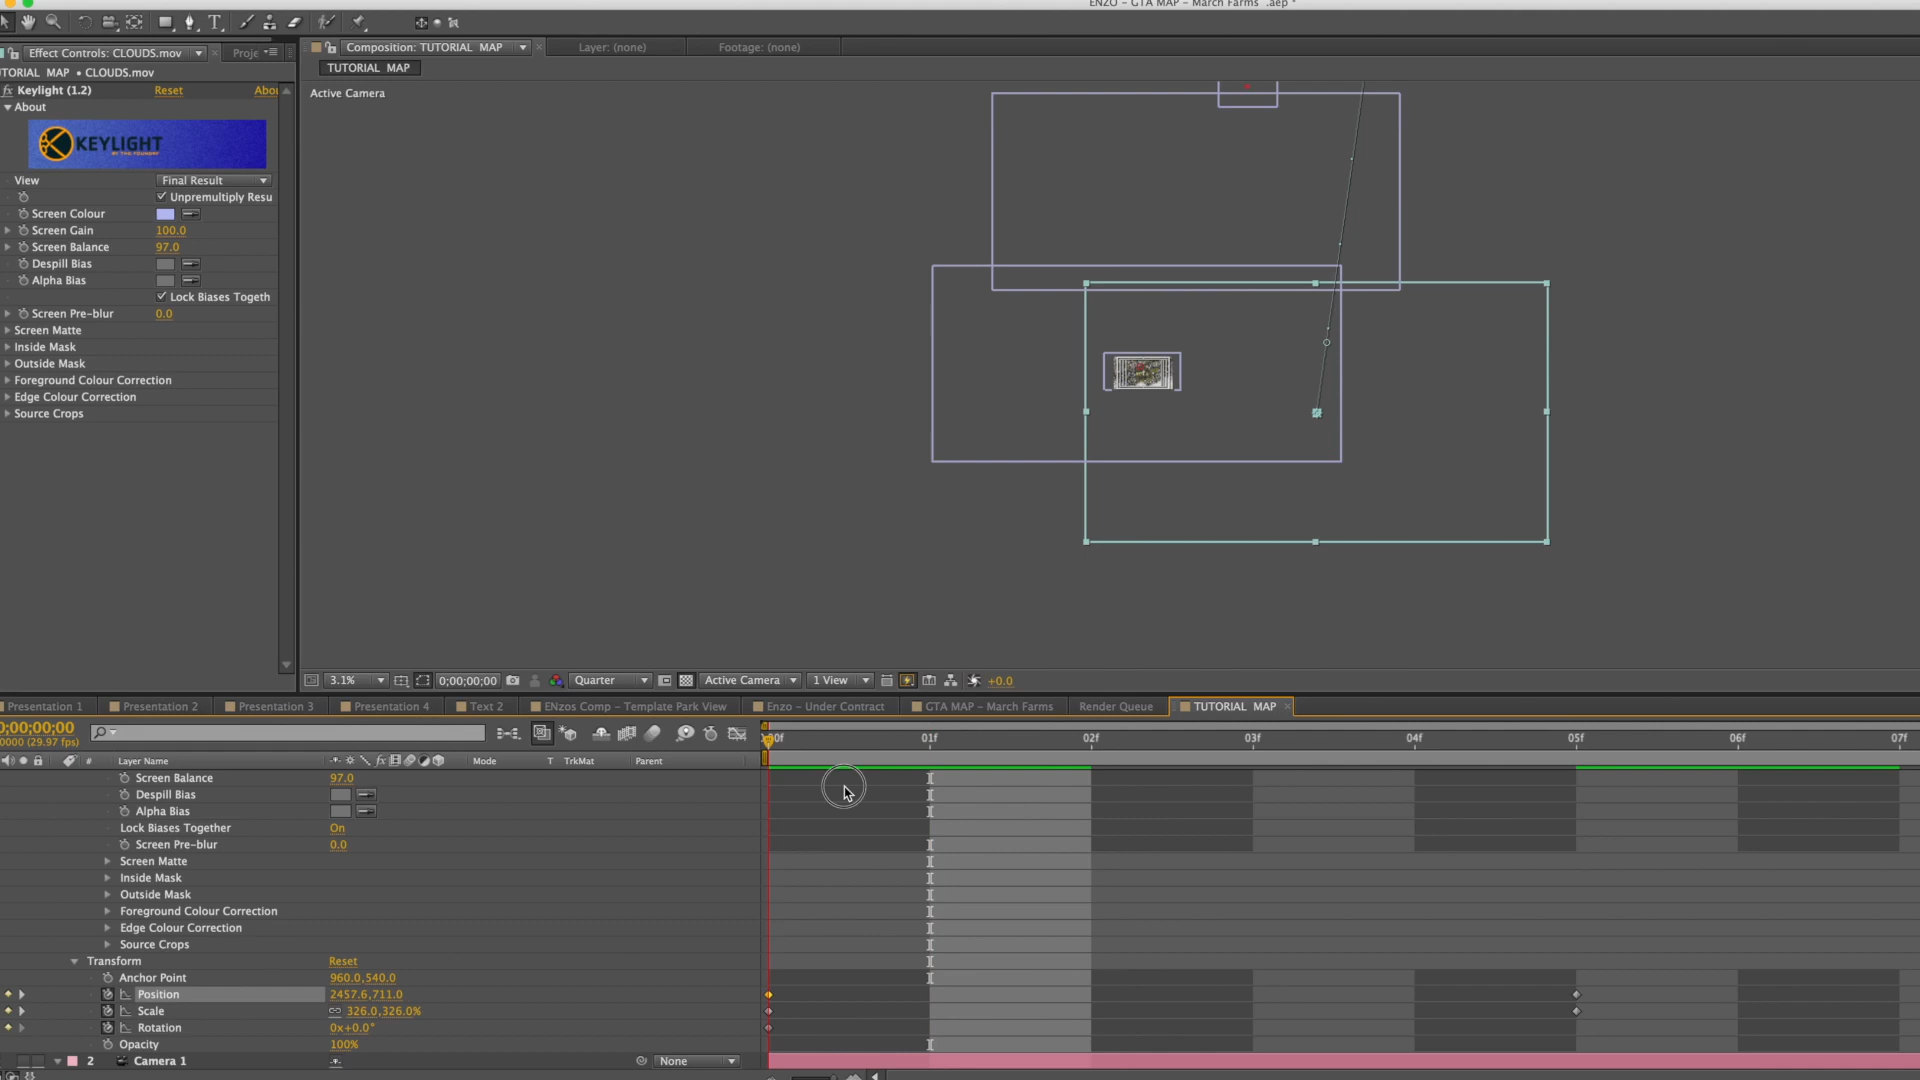 ENZO - GTA MAP - March Farms .aep *
Effect Controls: CLOUDS.mov
Proje
Composition: TUTORIAL MAP
Layer: (none)
Footage: (none)
TUTORIAL MAP • CLOUDS.mov
TUTORIAL MAP
fx Keylight (1.2) Reset Abou
Active Camera
About
KEYLIGHT
BY THE FOUNDRY
View Final Result
Unpremultiply Resu
Screen Colour
Screen Gain 100.0
Screen Balance 97.0
Despill Bias
Alpha Bias
Lock Biases Togeth
Screen Pre-blur 0.0
Screen Matte
Inside Mask
Outside Mask
Foreground Colour Correction
Edge Colour Correction
Source Crops
3.1% 0;00;00;00 Quarter Active Camera 1 View +0.0
Presentation 1 Presentation 2 Presentation 3 Presentation 4 Text 2 ENzos Comp - Template Park View Enzo - Under Contract GTA MAP - March Farms Render Queue TUTORIAL MAP
0;00;00;00
0000 (29.97 fps)
:00f 01f 02f 03f 04f 05f 06f 07f
# Layer Name fx Mode T TrkMat Parent
Screen Balance 97.0
Despill Bias
Alpha Bias
Lock Biases Together On
Screen Pre-blur 0.0
Screen Matte
Inside Mask
Outside Mask
Foreground Colour Correction
Edge Colour Correction
Source Crops
Transform Reset
Anchor Point 960.0,540.0
Position 2457.6,711.0
Scale 326.0,326.0%
Rotation 0x+0.0°
Opacity 100%
2 Camera 1 None